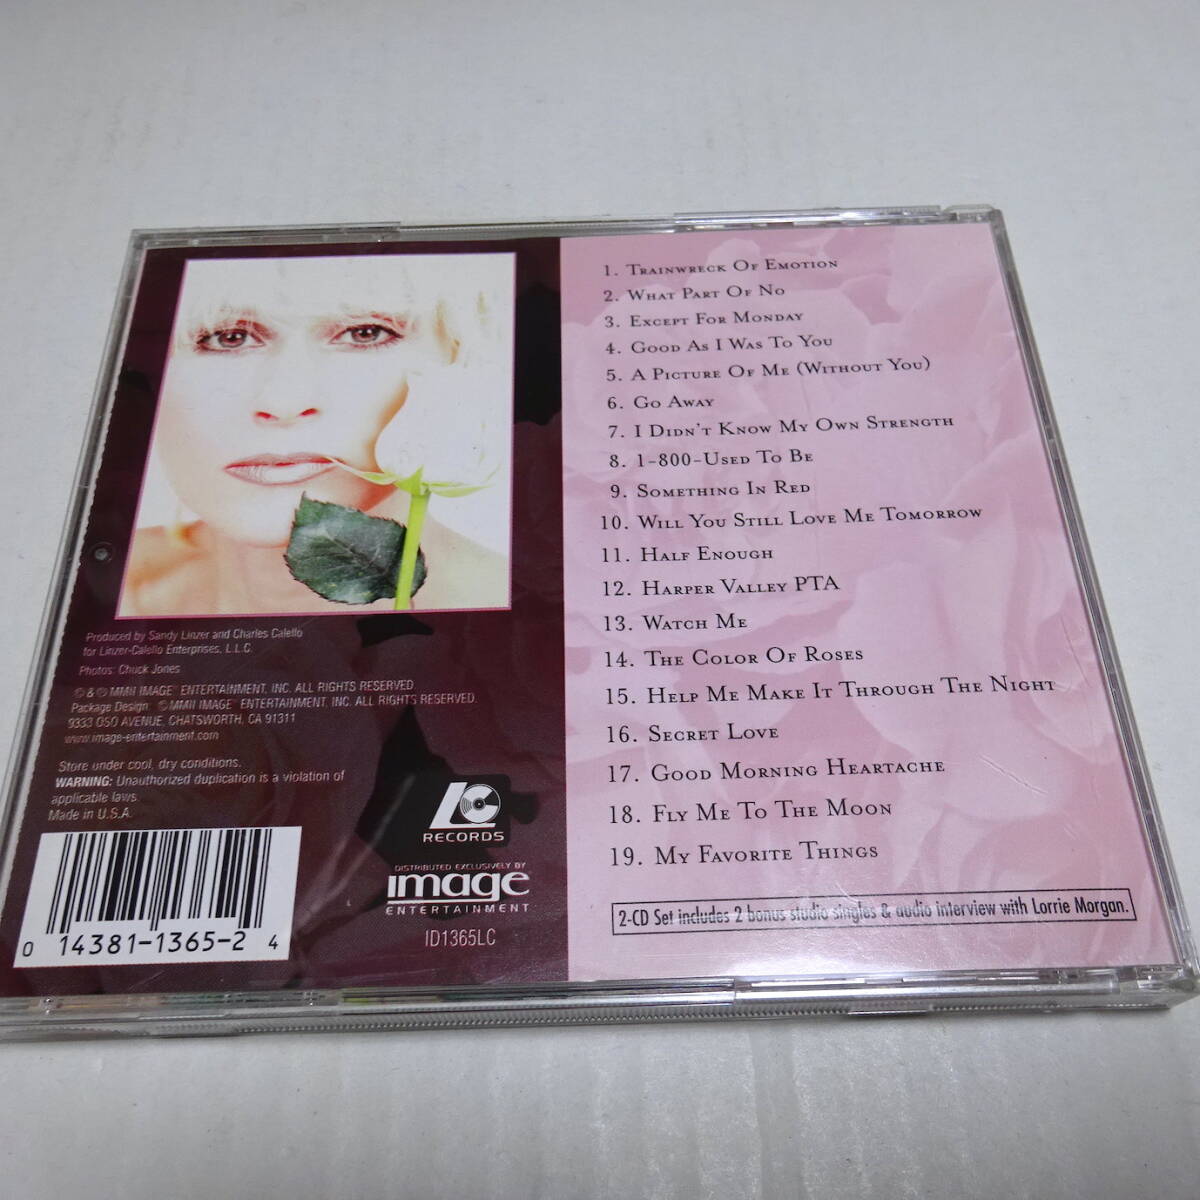 Produced by Sandy Linzer and Charles Calello
for Linzer-Calello Enterprises, L.L.C.
Photos: Chuck Jones
© & ℗ MMII IMAGE ENTERTAINMENT, INC. ALL RIGHTS RESERVED.
Package Design: © MMII IMAGE ENTERTAINMENT, INC. ALL RIGHTS RESERVED.
9333 OSO AVENUE, CHATSWORTH, CA 91311
www.image-entertainment.com
Store under cool, dry conditions.
WARNING: Unauthorized duplication is a violation of
applicable laws.
Made in U.S.A.
0 14381-1365-2 4
LC
RECORDS
DISTRIBUTED EXCLUSIVELY BY
image
ENTERTAINMENT
ID1365LC
1. TRAINWRECK OF EMOTION
2. WHAT PART OF NO
3. EXCEPT FOR MONDAY
4. GOOD AS I WAS TO YOU
5. A PICTURE OF ME (WITHOUT YOU)
6. GO AWAY
7. I DIDN'T KNOW MY OWN STRENGTH
8. 1-800-USED TO BE
9. SOMETHING IN RED
10. WILL YOU STILL LOVE ME TOMORROW
11. HALF ENOUGH
12. HARPER VALLEY PTA
13. WATCH ME
14. THE COLOR OF ROSES
15. HELP ME MAKE IT THROUGH THE NIGHT
16. SECRET LOVE
17. GOOD MORNING HEARTACHE
18. FLY ME TO THE MOON
19. MY FAVORITE THINGS
2-CD Set includes 2 bonus studio singles & audio interview with Lorrie Morgan.